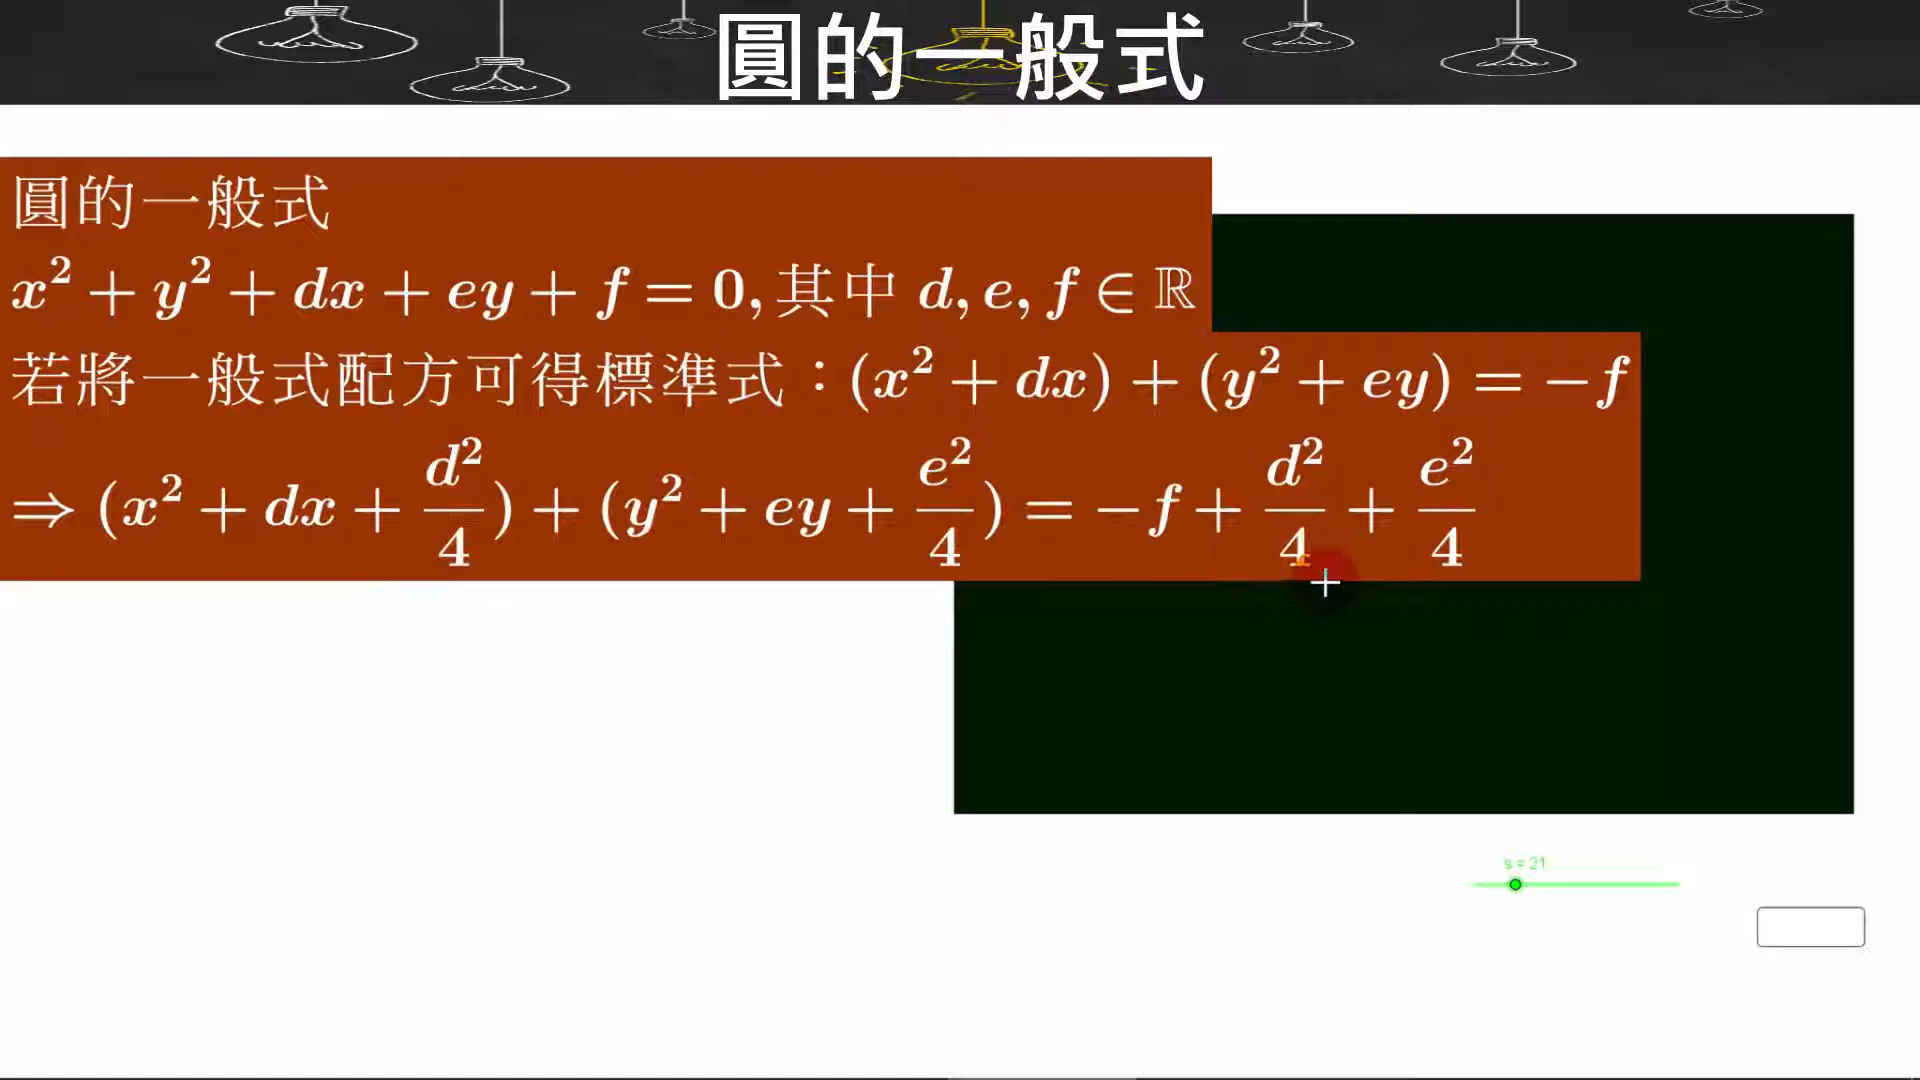 圓的一般式
圓的一般式
x² + y² + dx + ey + f = 0, 其中 d, e, f ∈ ℝ
若將一般式配方可得標準式：(x² + dx) + (y² + ey) = −f
⇒ (x² + dx + d²/4) + (y² + ey + e²/4) = −f + d²/4 + e²/4
s = 21